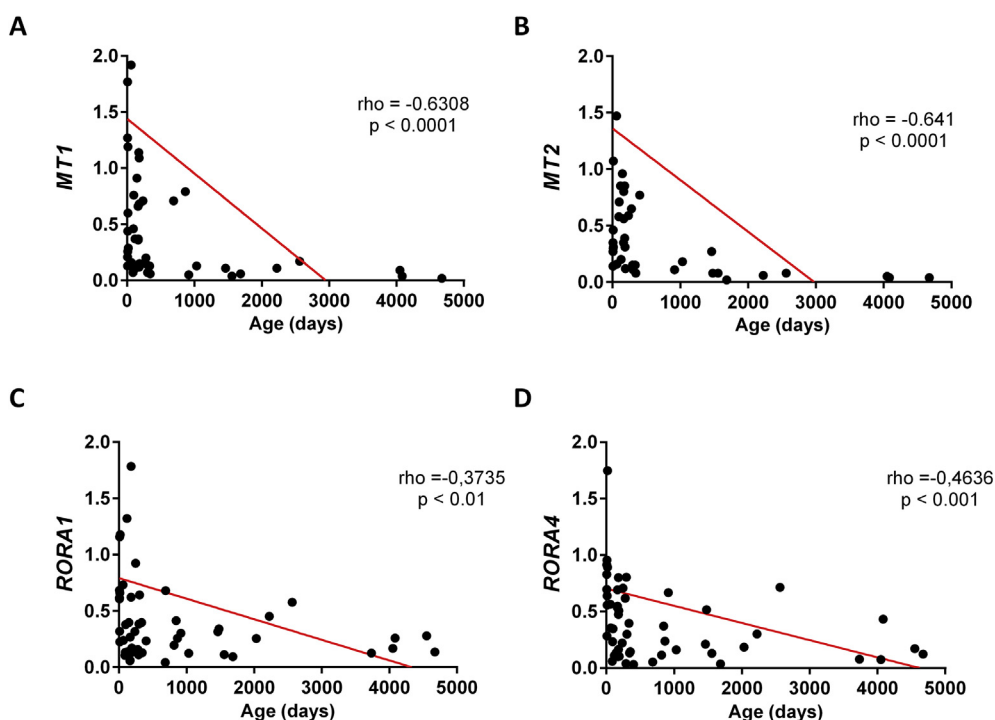 A
B
2.0
1.5
1.0
0.5
0.0
MT1
rho = -0.6308
p < 0.0001
0 1000 2000 3000 4000 5000
Age (days)
2.0
1.5
1.0
0.5
0.0
MT2
rho = -0.641
p < 0.0001
0 1000 2000 3000 4000 5000
Age (days)
C
D
2.0
1.5
1.0
0.5
0.0
RORA1
rho =-0,3735
p < 0.01
0 1000 2000 3000 4000 5000
Age (days)
2.0
1.5
1.0
0.5
0.0
RORA4
rho =-0,4636
p < 0.001
0 1000 2000 3000 4000 5000
Age (days)